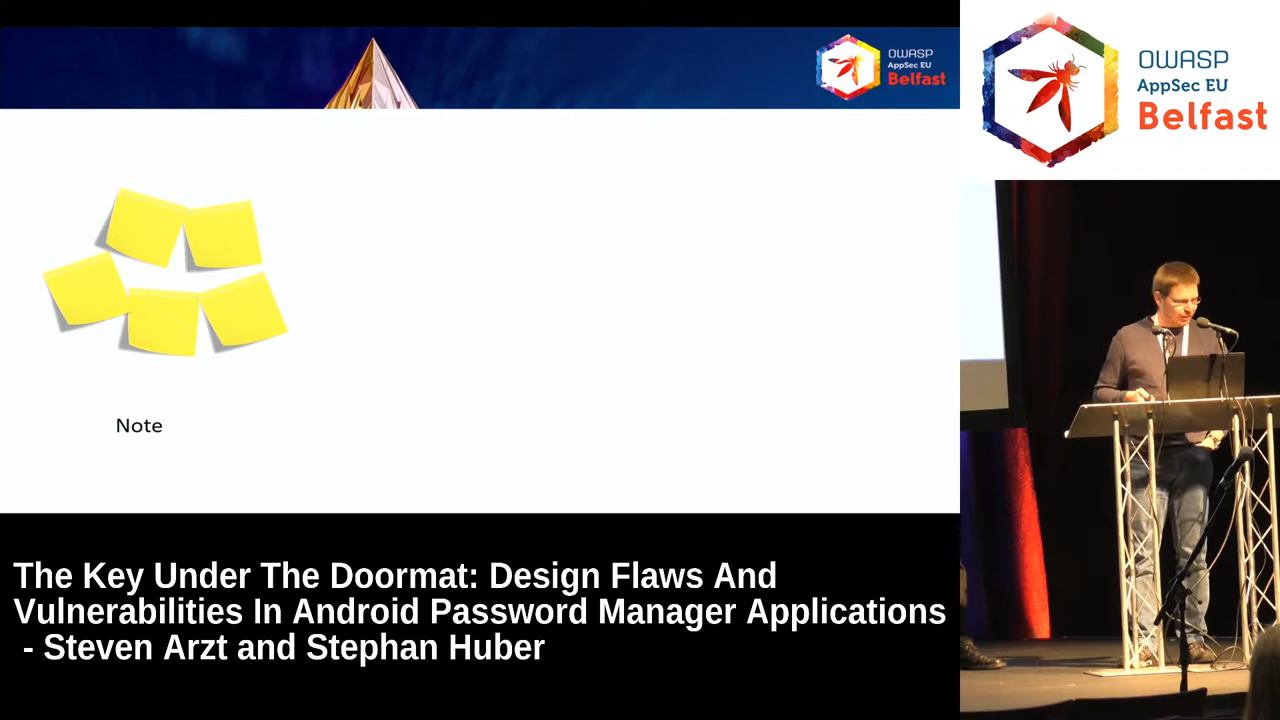 OWASP
AppSec EU
Belfast
OWASP
AppSec EU
Belfast
Note
The Key Under The Doormat: Design Flaws And
Vulnerabilities In Android Password Manager Applications
- Steven Arzt and Stephan Huber